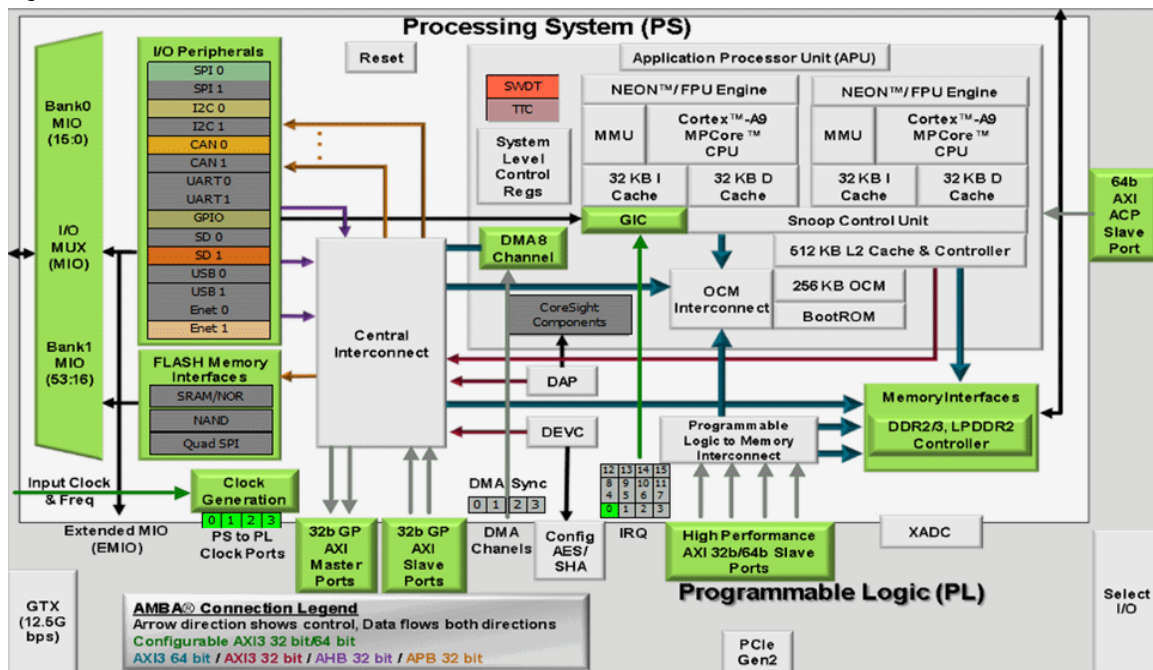 Processing System (PS)
I/O Peripherals
SPI 0
SPI 1
I2C 0
I2C 1
CAN 0
CAN 1
UART 0
UART 1
GPIO
SD 0
SD 1
USB 0
USB 1
Enet 0
Enet 1
Bank0
MIO
(15:0)
I/O
MUX
(MIO)
Bank1
MIO
(53:16)
FLASH Memory
Interfaces
SRAM/NOR
NAND
Quad SPI
Reset
Application Processor Unit (APU)
SWDT
TTC
System
Level
Control
Regs
NEON™/FPU Engine
MMU
Cortex™-A9
MPCore™
CPU
32 KB I
Cache
32 KB D
Cache
NEON™/FPU Engine
MMU
Cortex™-A9
MPCore™
CPU
32 KB I
Cache
32 KB D
Cache
64b
AXI
ACP
Slave
Port
GIC
Snoop Control Unit
DMA8
Channel
512 KB L2 Cache & Controller
OCM
Interconnect
256 KB OCM
BootROM
CoreSight
Components
Central
Interconnect
DAP
DEVC
Memory Interfaces
DDR2/3, LPDDR2
Controller
Programmable
Logic to Memory
Interconnect
Input Clock
& Freq
Clock
Generation
0 1 2 3
PS to PL
Clock Ports
Extended MIO
(EMIO)
32b GP
AXI
Master
Ports
32b GP
AXI
Slave
Ports
DMA Sync
0 1 2 3
DMA
Channels
Config
AES/
SHA
12 13 14 15
8 9 10 11
4 5 6 7
0 1 2 3
IRQ
High Performance
AXI 32b/64b Slave
Ports
XADC
Programmable Logic (PL)
Select
I/O
GTX
(12.5G
bps)
AMBA® Connection Legend
Arrow direction shows control, Data flows both directions
Configurable AXI3 32 bit/64 bit
AXI3 64 bit / AXI3 32 bit / AHB 32 bit / APB 32 bit
PCIe
Gen2